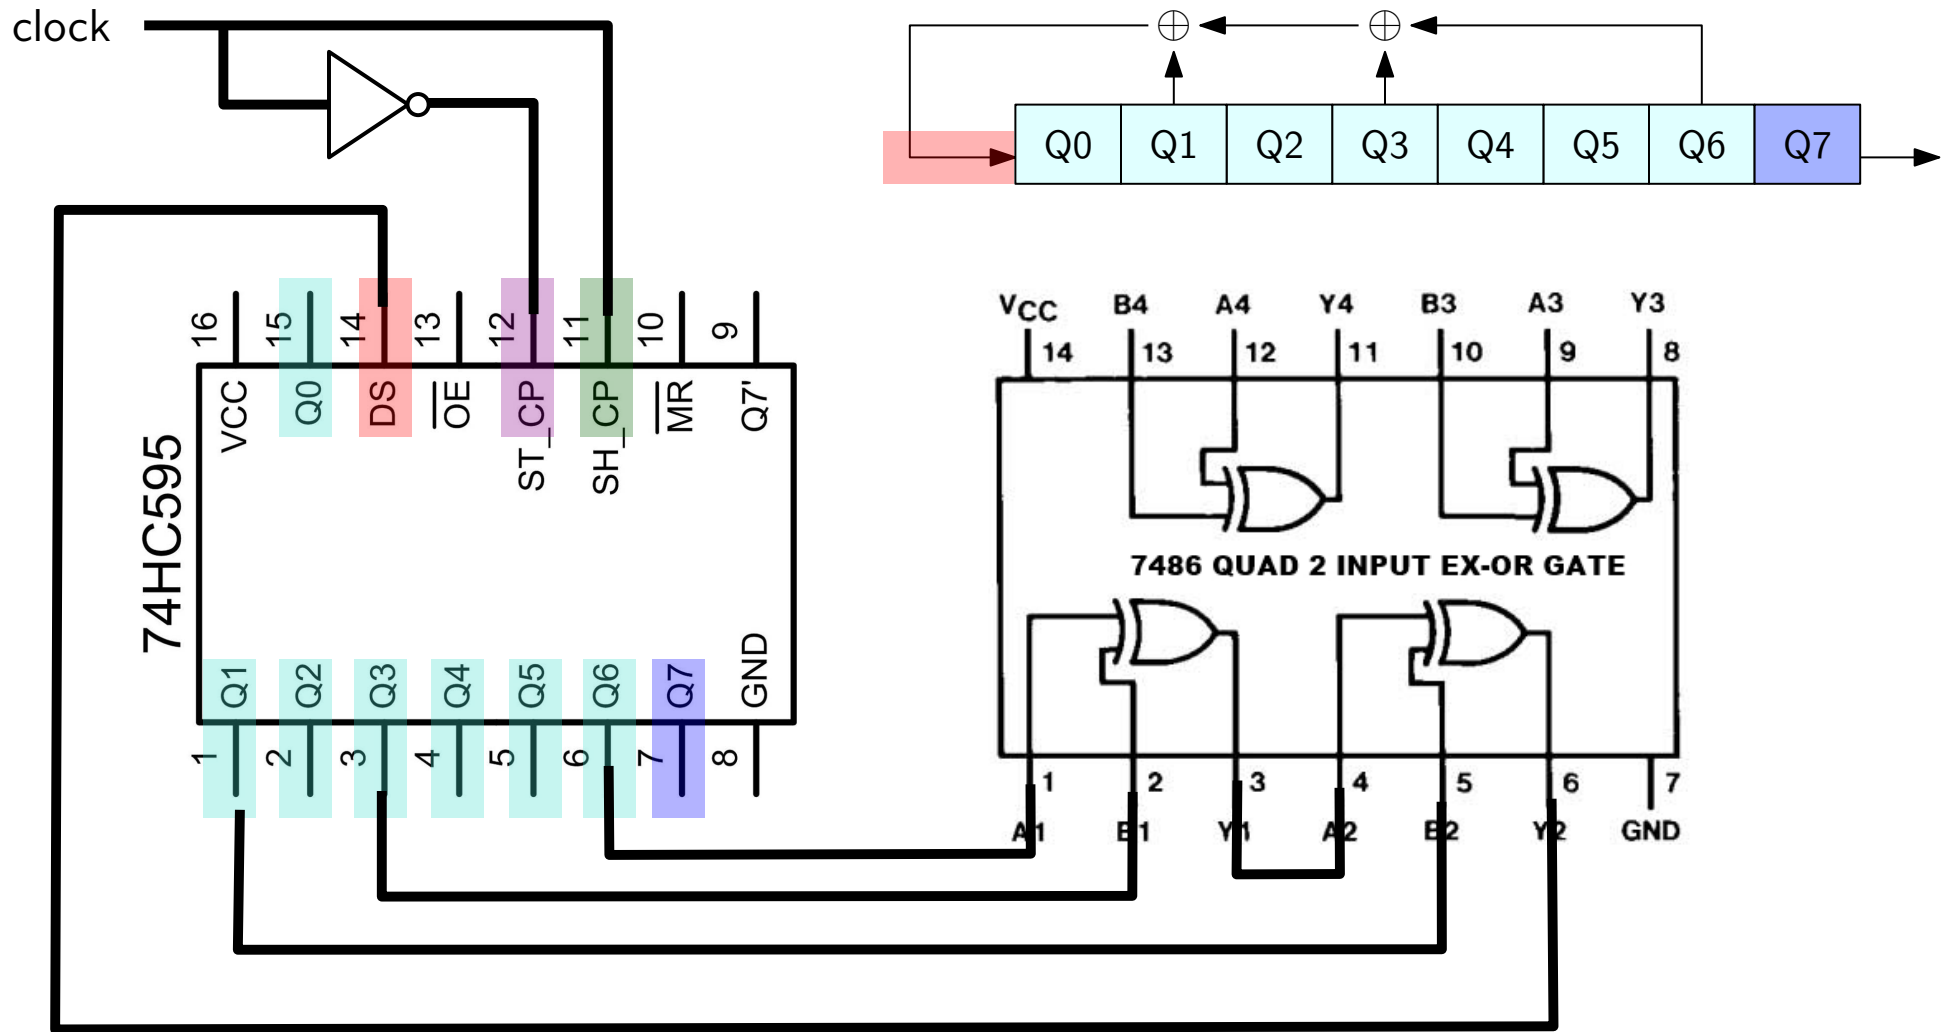 clock
Q0 Q1 Q2 Q3 Q4 Q5 Q6 Q7
16 15 14 13 12 11 10 9
VCC Q0 DS OE ST_CP SH_CP MR Q7'
74HC595
Q1 Q2 Q3 Q4 Q5 Q6 Q7 GND
1 2 3 4 5 6 7 8
VCC B4 A4 Y4 B3 A3 Y3
14 13 12 11 10 9 8
7486 QUAD 2 INPUT EX-OR GATE
1 2 3 4 5 6 7
A1 B1 Y1 A2 B2 Y2 GND